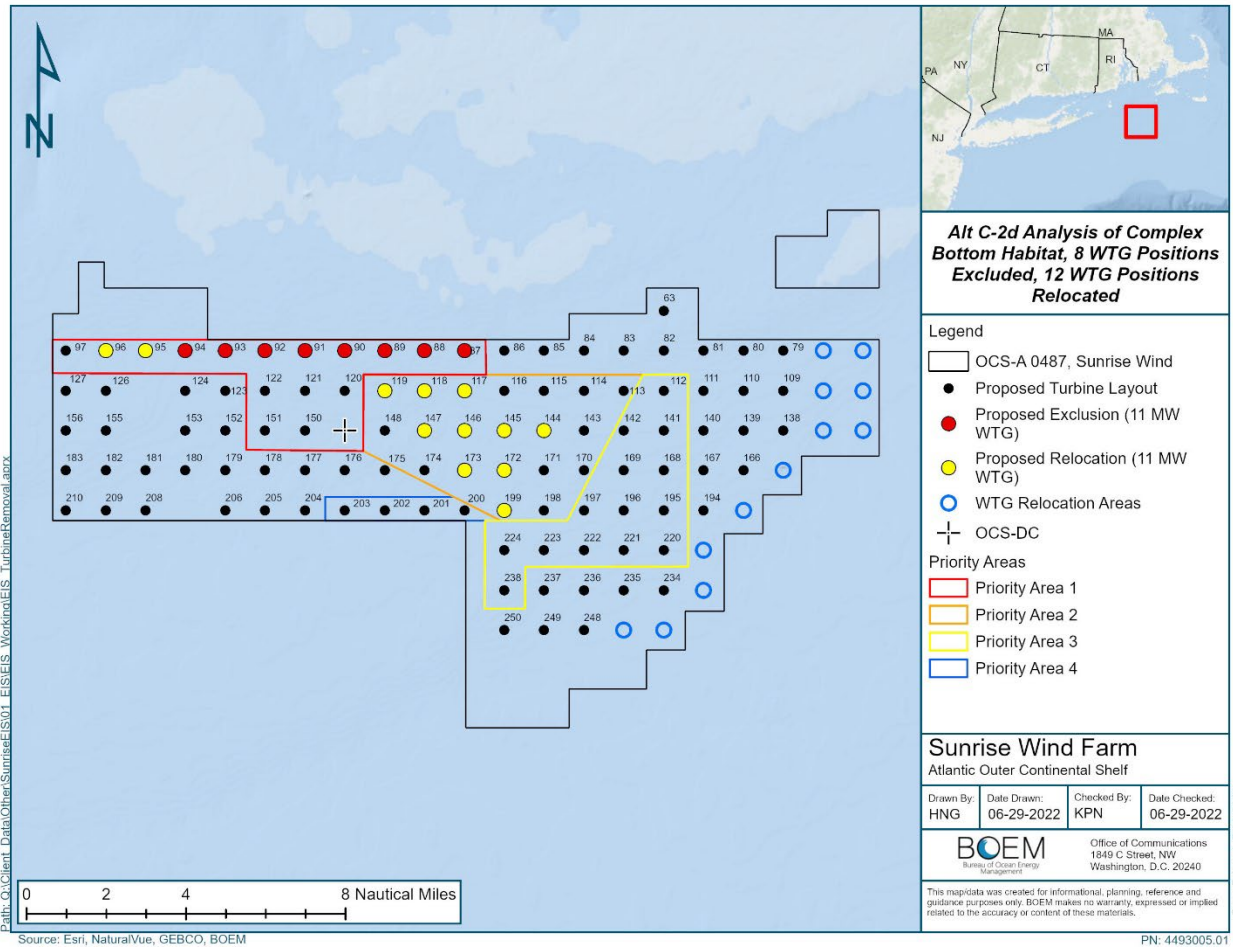 N
MA
NY
CT
RI
PA
NJ
Alt C-2d Analysis of Complex
Bottom Habitat, 8 WTG Positions
Excluded, 12 WTG Positions
Relocated
63
84 83 82
97 96 95 94 93 92 91 90 89 88 87 86 85 81 80 79
127 126 124 123 122 121 120 119 118 117 116 115 114 113 112 111 110 109
156 155 153 152 151 150 148 147 146 145 144 143 142 141 140 139 138
183 182 181 180 179 178 177 176 175 174 173 172 171 170 169 168 167 166
210 209 208 206 205 204 203 202 201 200 199 198 197 196 195 194
224 223 222 221 220
238 237 236 235 234
250 249 248
Legend
OCS-A 0487, Sunrise Wind
Proposed Turbine Layout
Proposed Exclusion (11 MW
WTG)
Proposed Relocation (11 MW
WTG)
WTG Relocation Areas
OCS-DC
Priority Areas
Priority Area 1
Priority Area 2
Priority Area 3
Priority Area 4
Sunrise Wind Farm
Atlantic Outer Continental Shelf
Drawn By: Date Drawn: Checked By: Date Checked:
HNG 06-29-2022 KPN 06-29-2022
BOEM
Bureau of Ocean Energy
Management
Office of Communications
1849 C Street, NW
Washington, D.C. 20240
This map/data was created for informational, planning, reference and
guidance purposes only. BOEM makes no warranty, expressed or implied
related to the accuracy or content of these materials.
0 2 4 8 Nautical Miles
Path: Q:\Client_Data\Other\SunriseEIS\01_EIS\EIS_Working\EIS_TurbineRemoval.aprx
Source: Esri, NaturalVue, GEBCO, BOEM
PN: 4493005.01